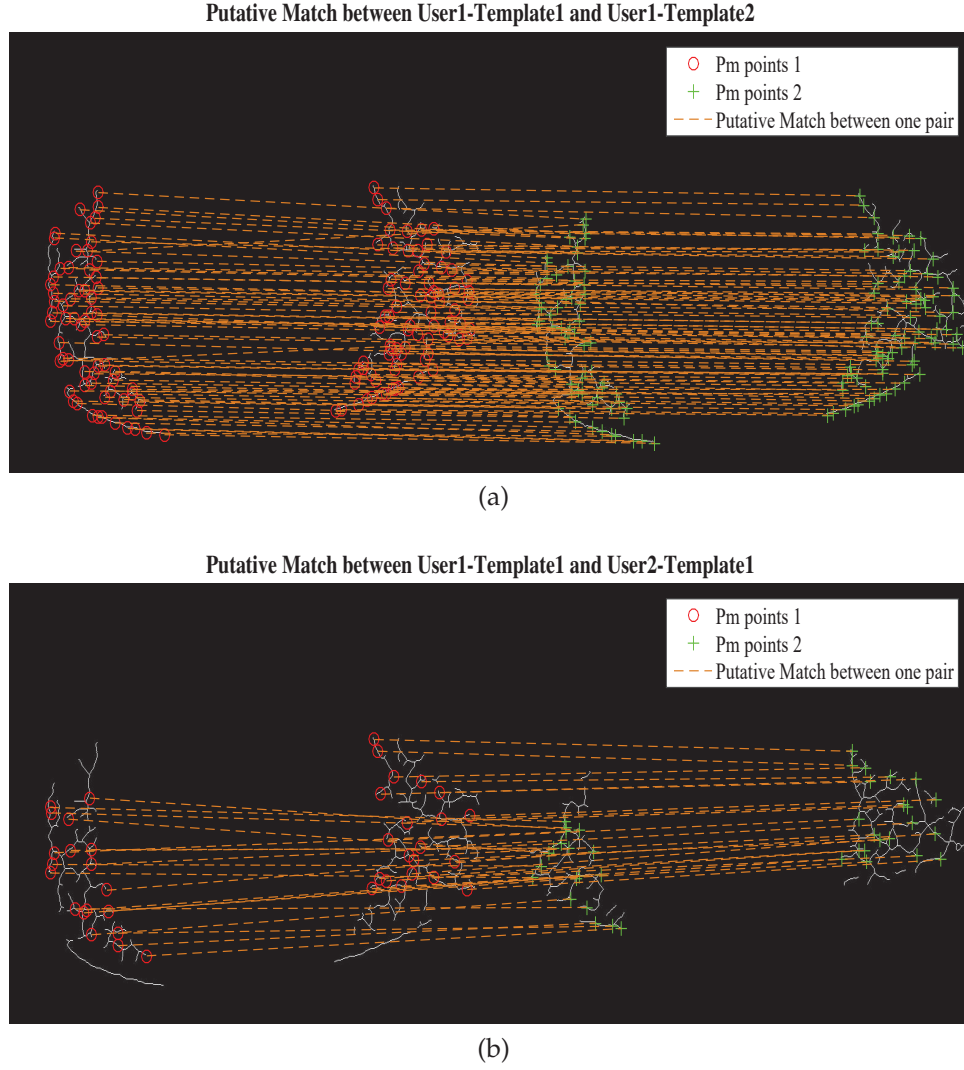 Putative Match between User1-Template1 and User1-Template2
Pm points 1
Pm points 2
Putative Match between one pair
(a)
Putative Match between User1-Template1 and User2-Template1
Pm points 1
Pm points 2
Putative Match between one pair
(b)